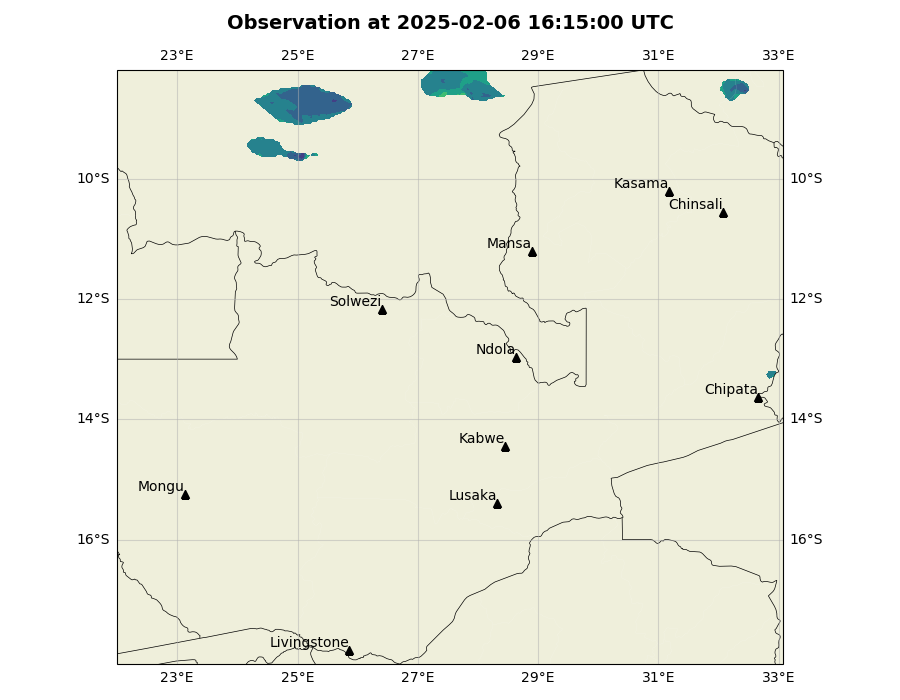 Observation at 2025-02-06 16:15:00 UTC
23°E 25°E 27°E 29°E 31°E 33°E
10°S 10°S
Kasama
Chinsali
Mansa
12°S 12°S
Solwezi
Ndola
Chipata
14°S 14°S
Kabwe
Mongu
Lusaka
16°S 16°S
Livingstone
23°E 25°E 27°E 29°E 31°E 33°E